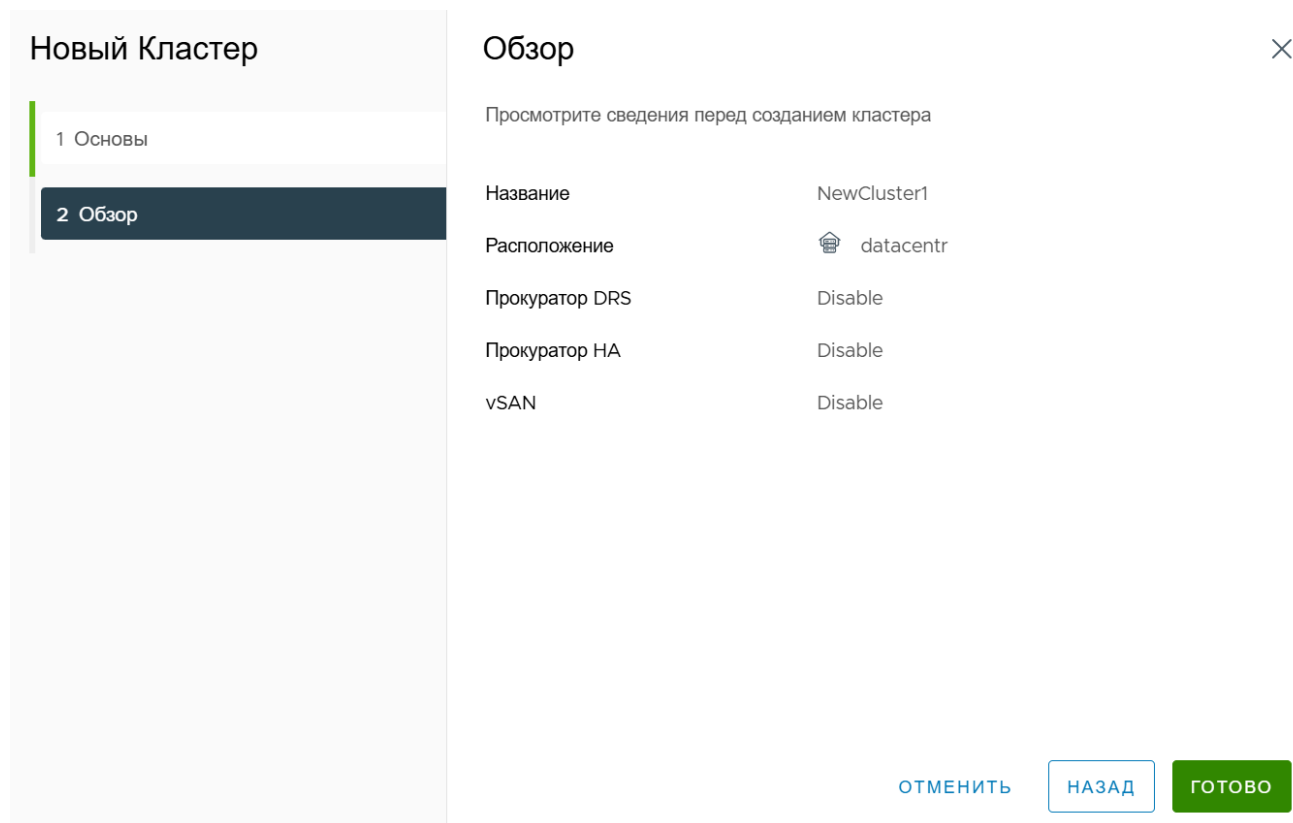 Новый Кластер
1 Основы
2 Обзор
Обзор
Просмотрите сведения перед созданием кластера
Название NewCluster1
Расположение datacentr
Прокуратор DRS Disable
Прокуратор HA Disable
vSAN Disable
ОТМЕНИТЬ НАЗАД ГОТОВО